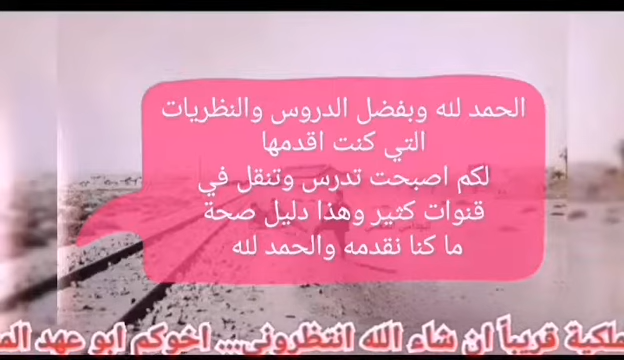 الحمد لله وبفضل الدروس والنظريات
التي كنت اقدمها
لكم اصبحت تدرس وتنقل في
قنوات كثير وهذا دليل صحة
ما كنا نقدمه والحمد لله
قريباً ان شاء الله انتظروني... اخوكم ابو عهد